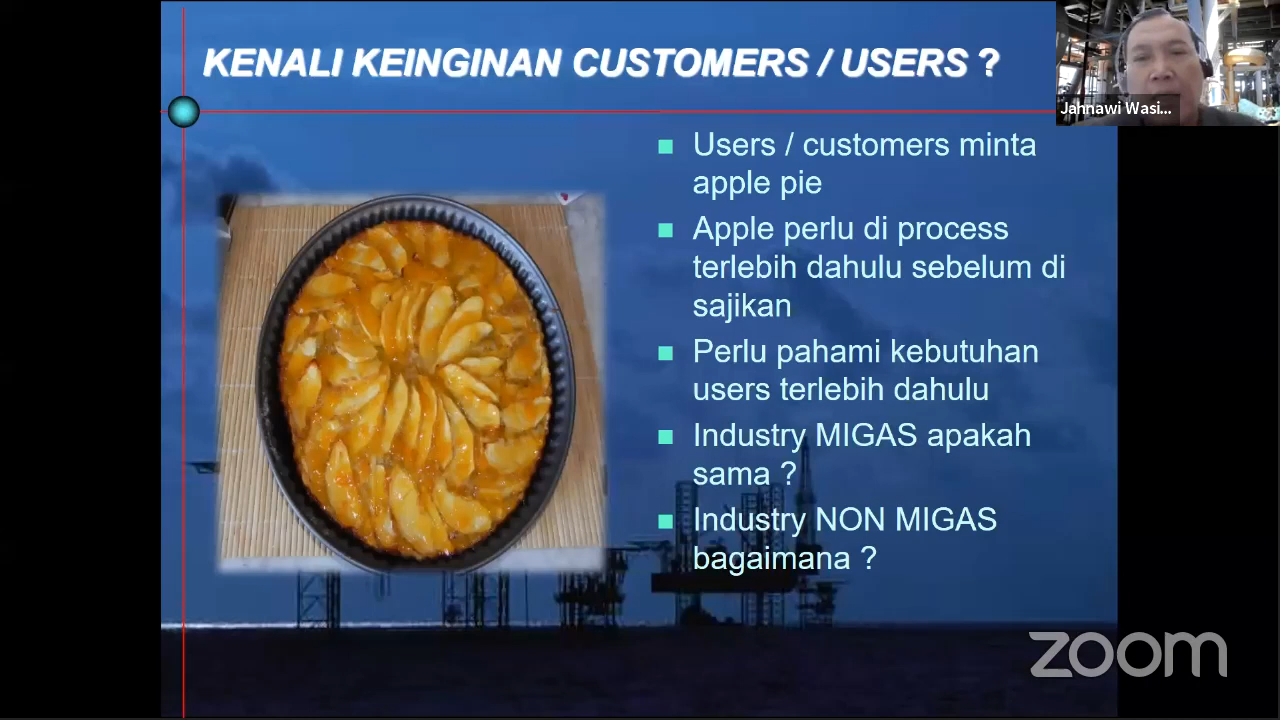 KENALI KEINGINAN CUSTOMERS / USERS ?
Jahnawi Wasi...
Users / customers minta
apple pie
Apple perlu di process
terlebih dahulu sebelum di
sajikan
Perlu pahami kebutuhan
users terlebih dahulu
Industry MIGAS apakah
sama ?
Industry NON MIGAS
bagaimana ?
zoom